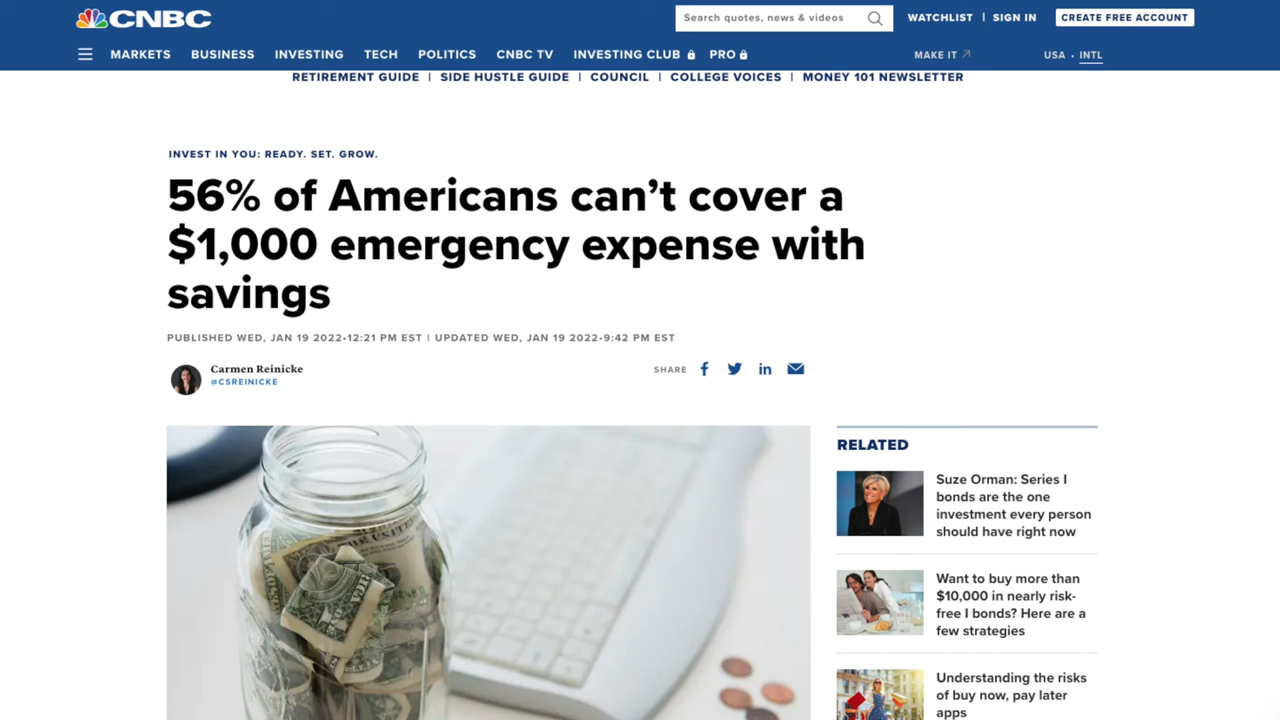 CNBC
Search quotes, news & videos
WATCHLIST | SIGN IN
CREATE FREE ACCOUNT
MARKETS BUSINESS INVESTING TECH POLITICS CNBC TV INVESTING CLUB PRO
MAKE IT
USA • INTL
RETIREMENT GUIDE | SIDE HUSTLE GUIDE | COUNCIL | COLLEGE VOICES | MONEY 101 NEWSLETTER
INVEST IN YOU: READY. SET. GROW.
56% of Americans can’t cover a
$1,000 emergency expense with
savings
PUBLISHED WED, JAN 19 2022•12:21 PM EST | UPDATED WED, JAN 19 2022•9:42 PM EST
Carmen Reinicke
@CSREINICKE
SHARE
RELATED
Suze Orman: Series I
bonds are the one
investment every person
should have right now
Want to buy more than
$10,000 in nearly risk-
free I bonds? Here are a
few strategies
Understanding the risks
of buy now, pay later
apps